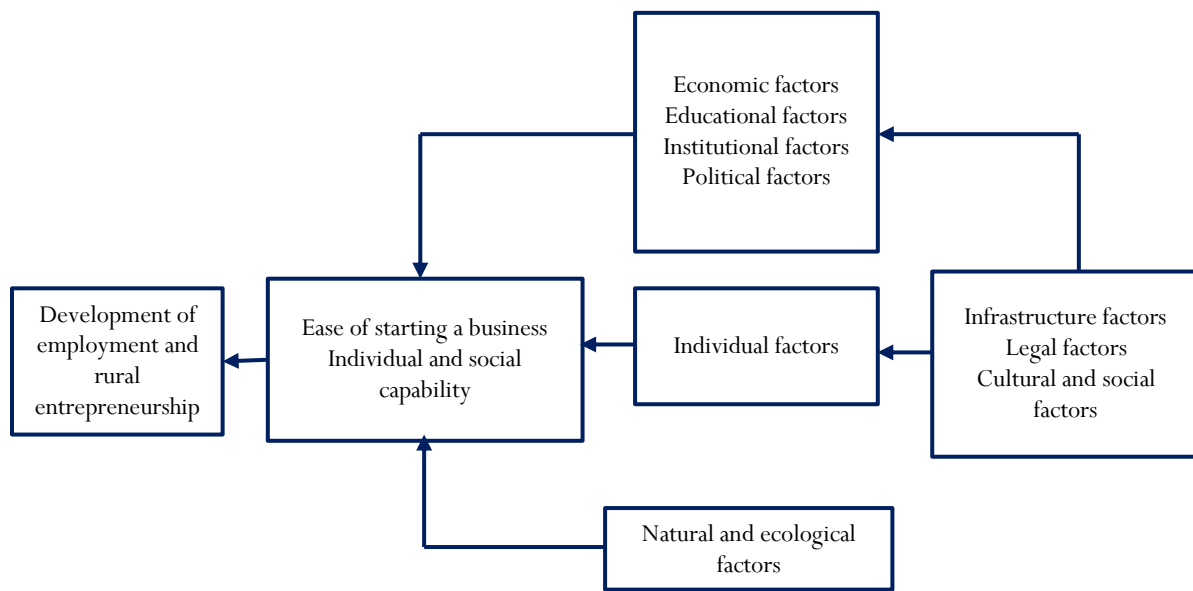 Economic factors
Educational factors
Institutional factors
Political factors
Development of
employment and
rural
entrepreneurship
Ease of starting a business
Individual and social
capability
Individual factors
Infrastructure factors
Legal factors
Cultural and social
factors
Natural and ecological
factors